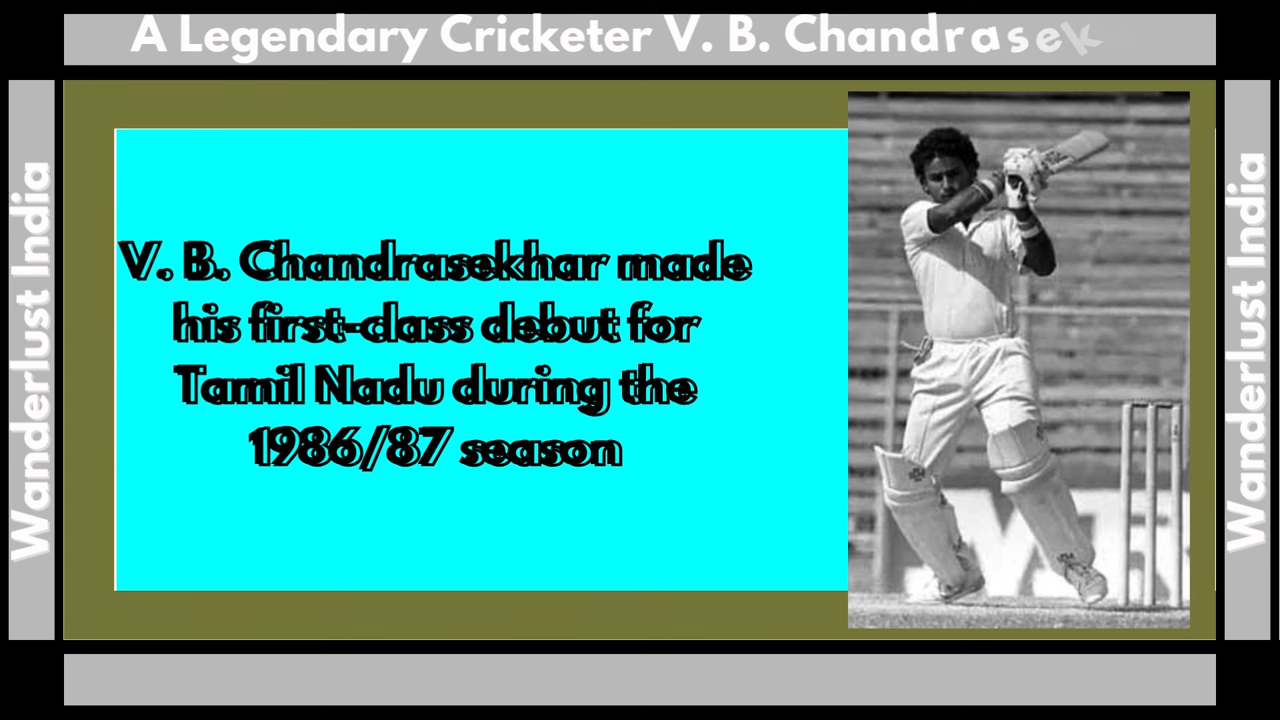 A Legendary Cricketer V. B. Chandrasek
Wanderlust India
V. B. Chandrasekhar made
his first-class debut for
Tamil Nadu during the
1986/87 season
Wanderlust India